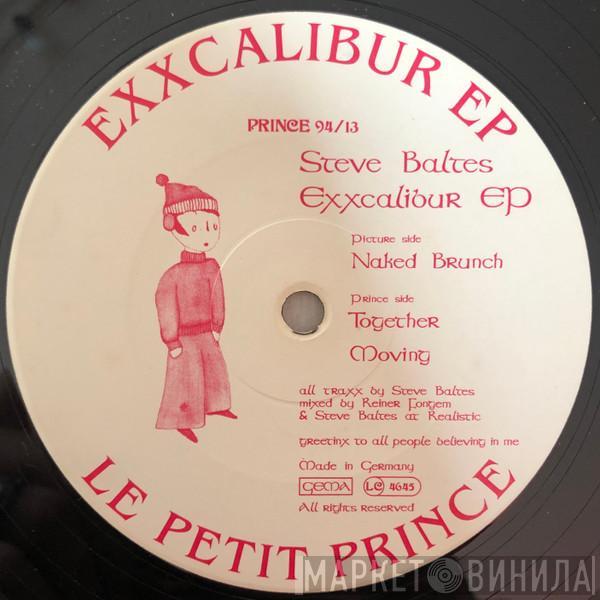 EXXCALIBUR EP
PRINCE 94/13
Steve Baltes
Exxcalibur EP
Picture side
Naked Brunch
Prince side
Together
Moving
all traxx by Steve Baltes
mixed by Reiner Fongem
& Steve Baltes at Realistic
greetinx to all people believing in me
Made in Germany
GEMA LC 4645
All rights reserved
LE PETIT PRINCE
МАРКЕТ ВИНИЛА